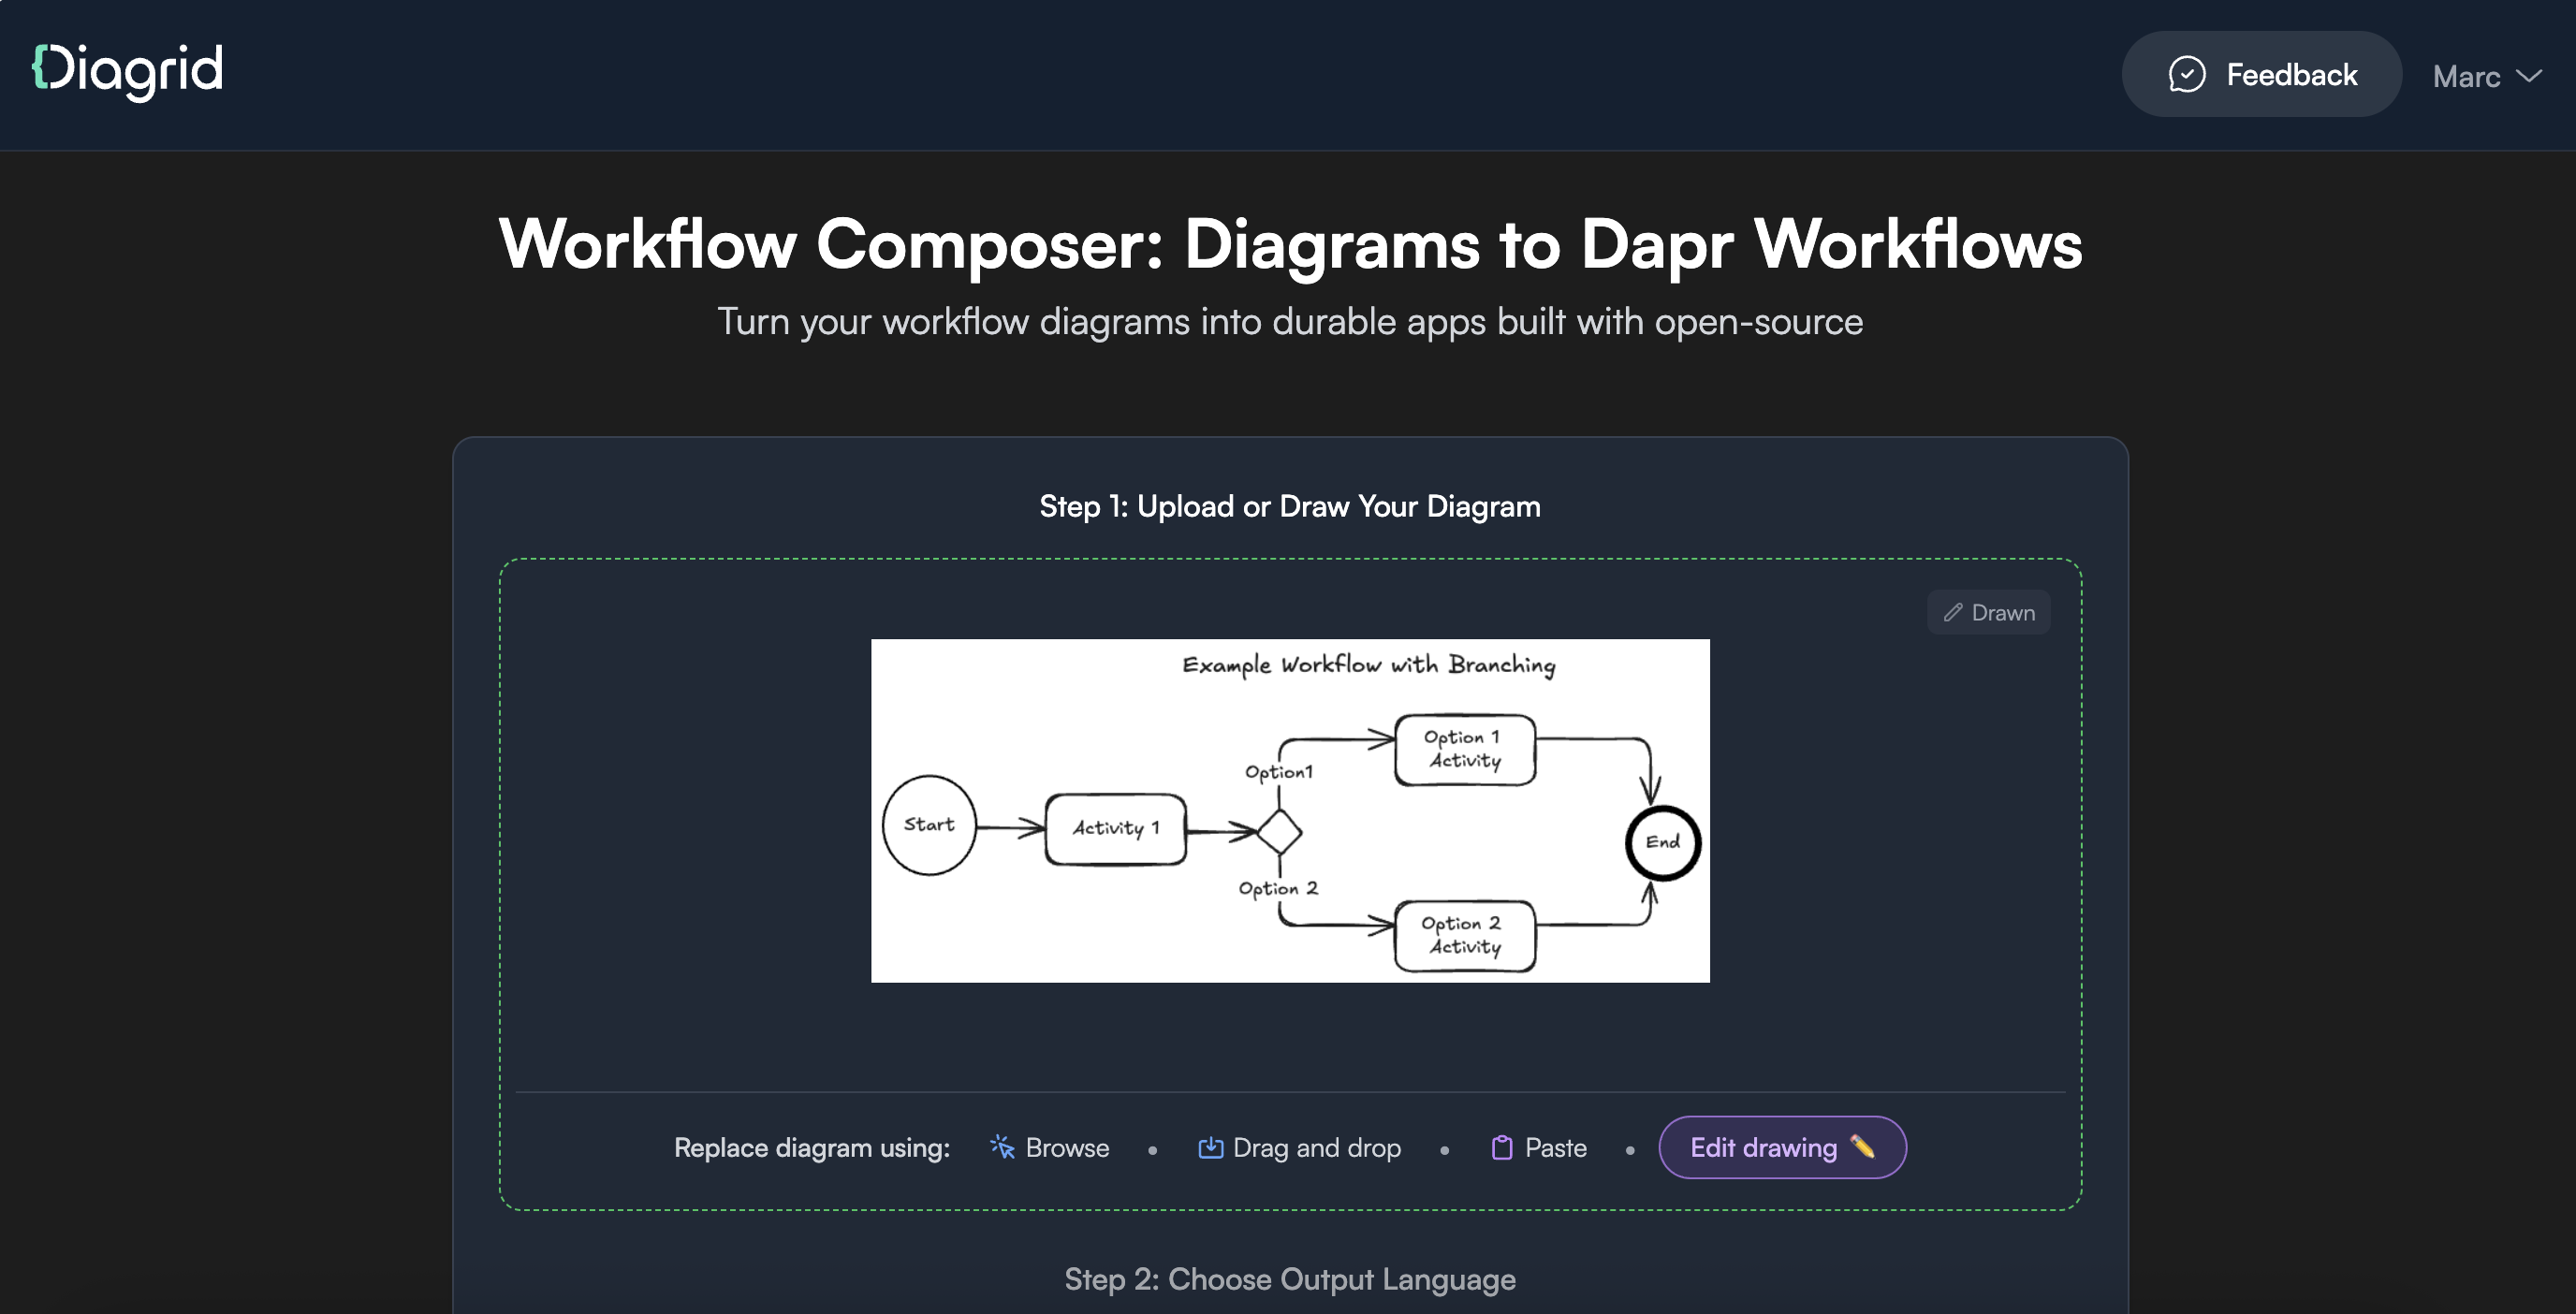 Diagrid
Feedback
Marc
Workflow Composer: Diagrams to Dapr Workflows
Turn your workflow diagrams into durable apps built with open-source
Step 1: Upload or Draw Your Diagram
Drawn
Example Workflow with Branching
Start
Activity 1
Option1
Option 2
Option 1
Activity
Option 2
Activity
End
Replace diagram using:
Browse
Drag and drop
Paste
Edit drawing
Step 2: Choose Output Language